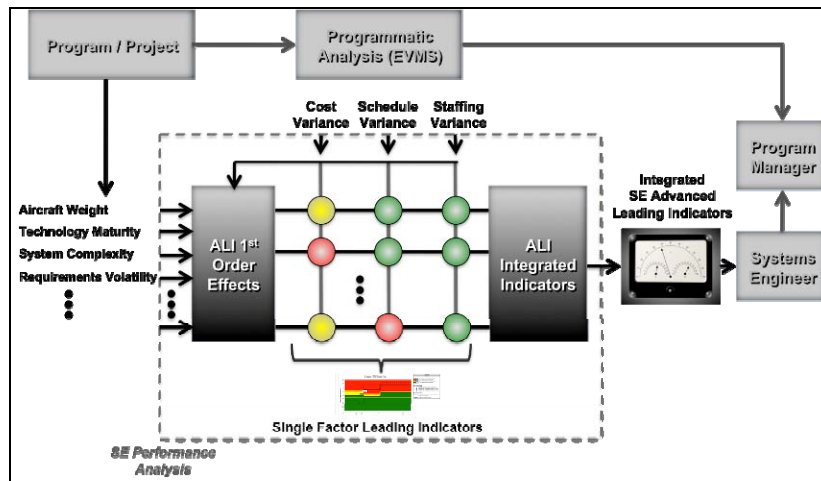 Program / Project
Programmatic
Analysis (EVMS)
Cost
Variance
Schedule
Variance
Staffing
Variance
Program
Manager
Integrated
SE Advanced
Leading Indicators
Aircraft Weight
Technology Maturity
System Complexity
Requirements Volatility
ALI 1st
Order
Effects
ALI
Integrated
Indicators
Systems
Engineer
Single Factor Leading Indicators
SE Performance
Analysis